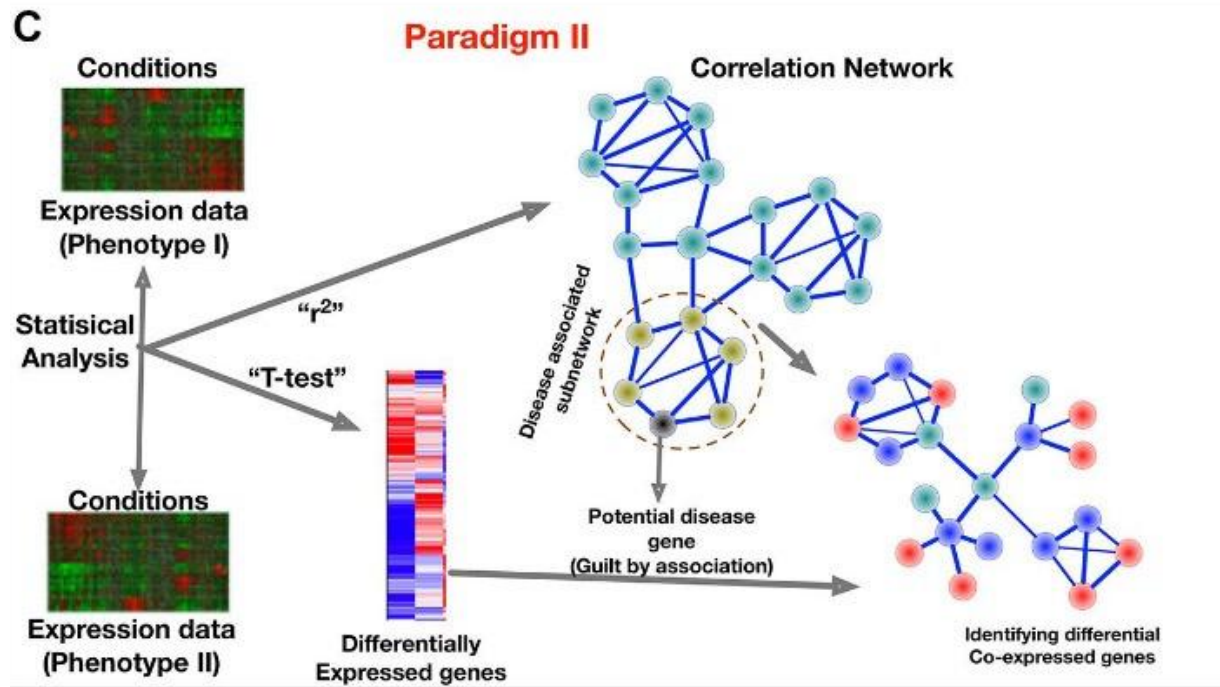 C
Paradigm II
Conditions
Correlation Network
Expression data
(Phenotype I)
Statisical
Analysis
“r²”
“T-test”
Disease associated
subnetwork
Conditions
Potential disease
gene
(Guilt by association)
Expression data
(Phenotype II)
Differentially
Expressed genes
Identifying differential
Co-expressed genes